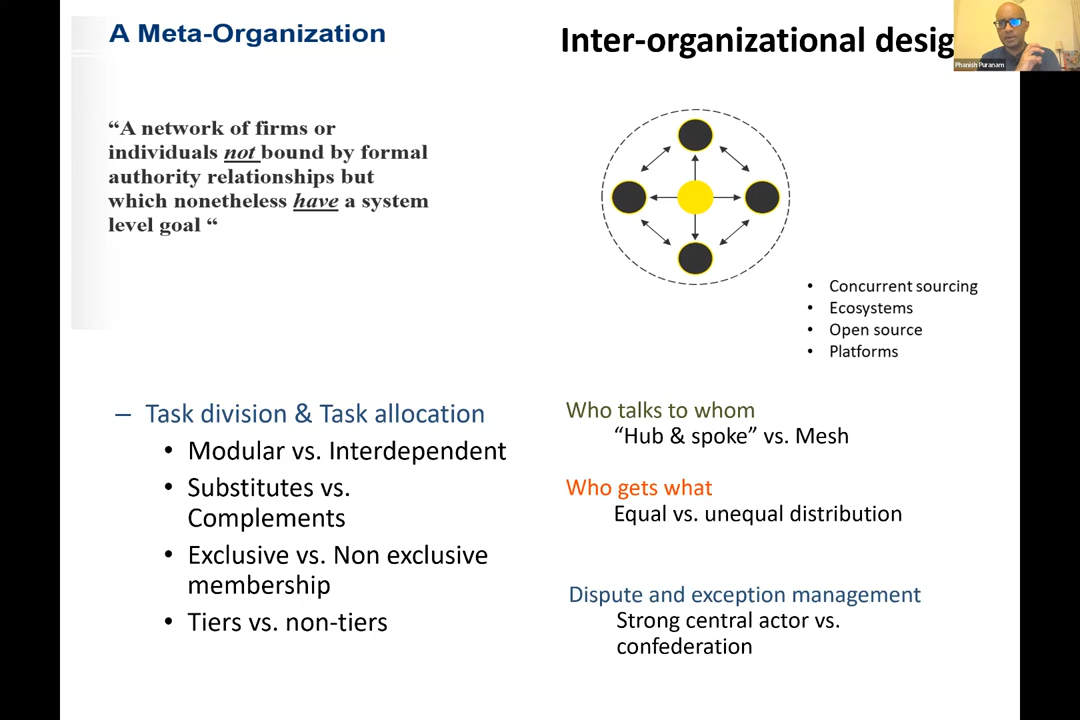 A Meta-Organization
“A network of firms or
individuals not bound by formal
authority relationships but
which nonetheless have a system
level goal “
Inter-organizational desig
Phanish Puranam
• Concurrent sourcing
• Ecosystems
• Open source
• Platforms
– Task division & Task allocation
• Modular vs. Interdependent
• Substitutes vs.
Complements
• Exclusive vs. Non exclusive
membership
• Tiers vs. non-tiers
Who talks to whom
“Hub & spoke” vs. Mesh
Who gets what
Equal vs. unequal distribution
Dispute and exception management
Strong central actor vs.
confederation